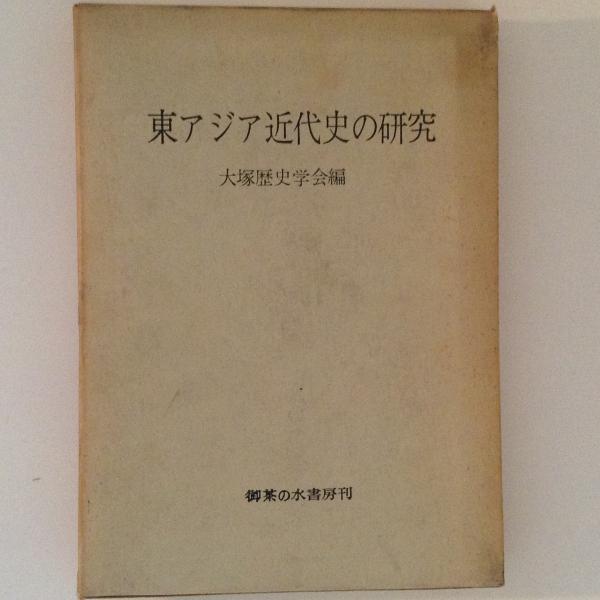 東アジア近代史の研究
大塚歴史学会編
御茶の水書房刊